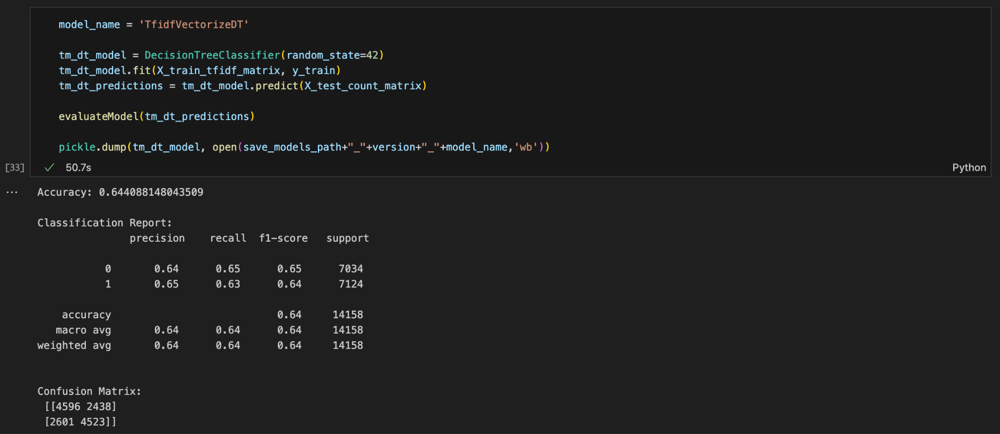 model_name = 'TfidfVectorizeDT'
tm_dt_model = DecisionTreeClassifier(random_state=42)
tm_dt_model.fit(X_train_tfidf_matrix, y_train)
tm_dt_predictions = tm_dt_model.predict(X_test_count_matrix)
evaluateModel(tm_dt_predictions)
pickle.dump(tm_dt_model, open(save_models_path+"_"+version+"_"+model_name,'wb'))
[33] ✓ 50.7s Python
... Accuracy: 0.644088148043509
Classification Report:
precision recall f1-score support
0 0.64 0.65 0.65 7034
1 0.65 0.63 0.64 7124
accuracy 0.64 14158
macro avg 0.64 0.64 0.64 14158
weighted avg 0.64 0.64 0.64 14158
Confusion Matrix:
[[4596 2438]
[2601 4523]]